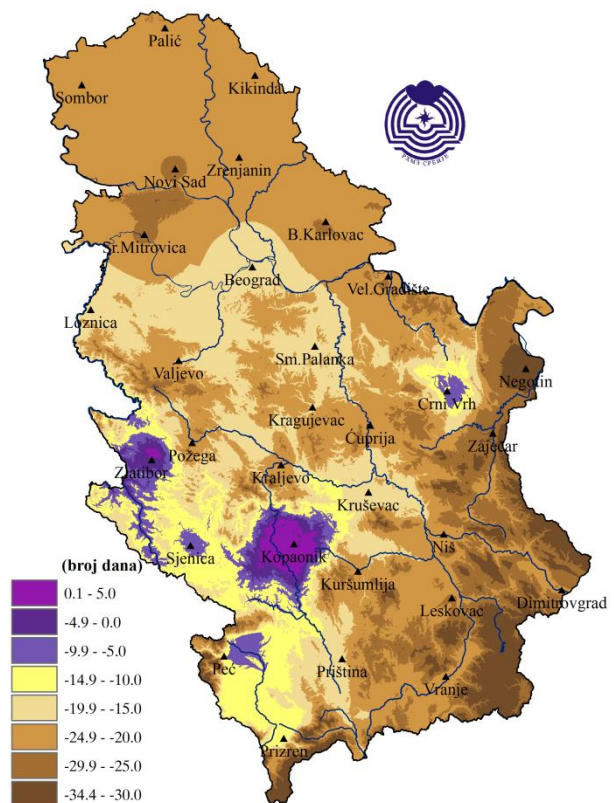 Palić
Kikinda
Sombor
Zrenjanin
Novi Sad
B.Karlovac
Sr.Mitrovica
Beograd
Vel.Gradište
Loznica
Sm.Palanka
Valjevo
Negotin
Crni Vrh
Kragujevac
Ćuprija
Zaječar
Požega
Zlatibor
Kraljevo
Kruševac
Niš
Sjenica
Kopaonik
Kuršumlija
Dimitrovgrad
Leskovac
Peć
Priština
Vranje
Prizren
РХМЗ СРБИЈЕ
(broj dana)
0.1 - 5.0
-4.9 - 0.0
-9.9 - -5.0
-14.9 - -10.0
-19.9 - -15.0
-24.9 - -20.0
-29.9 - -25.0
-34.4 - -30.0